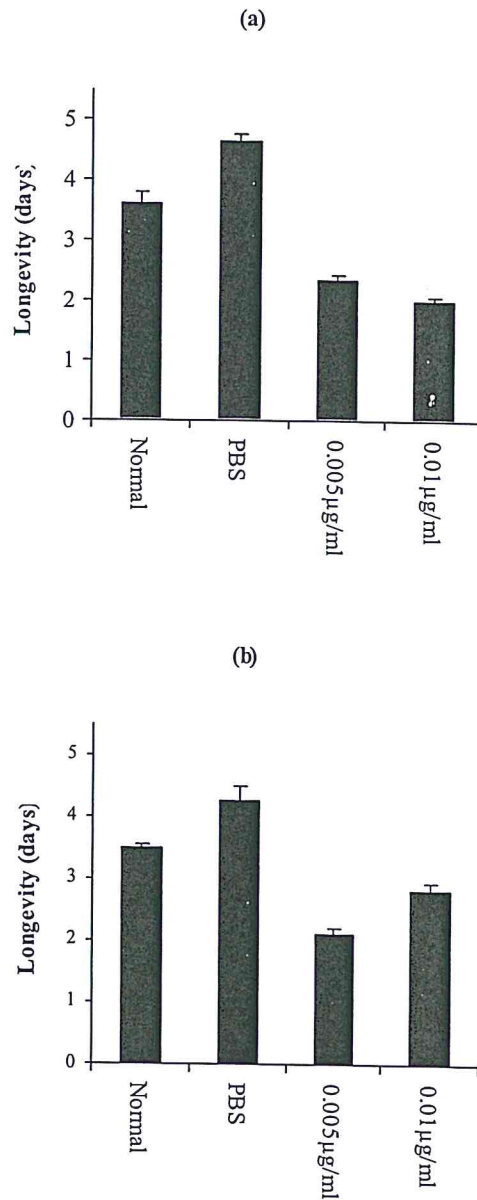 (a)
Longevity (days)
5
4
3
2
1
0
Normal
PBS
0.005µg/ml
0.01µg/ml
(b)
Longevity (days)
5
4
3
2
1
0
Normal
PBS
0.005µg/ml
0.01µg/ml